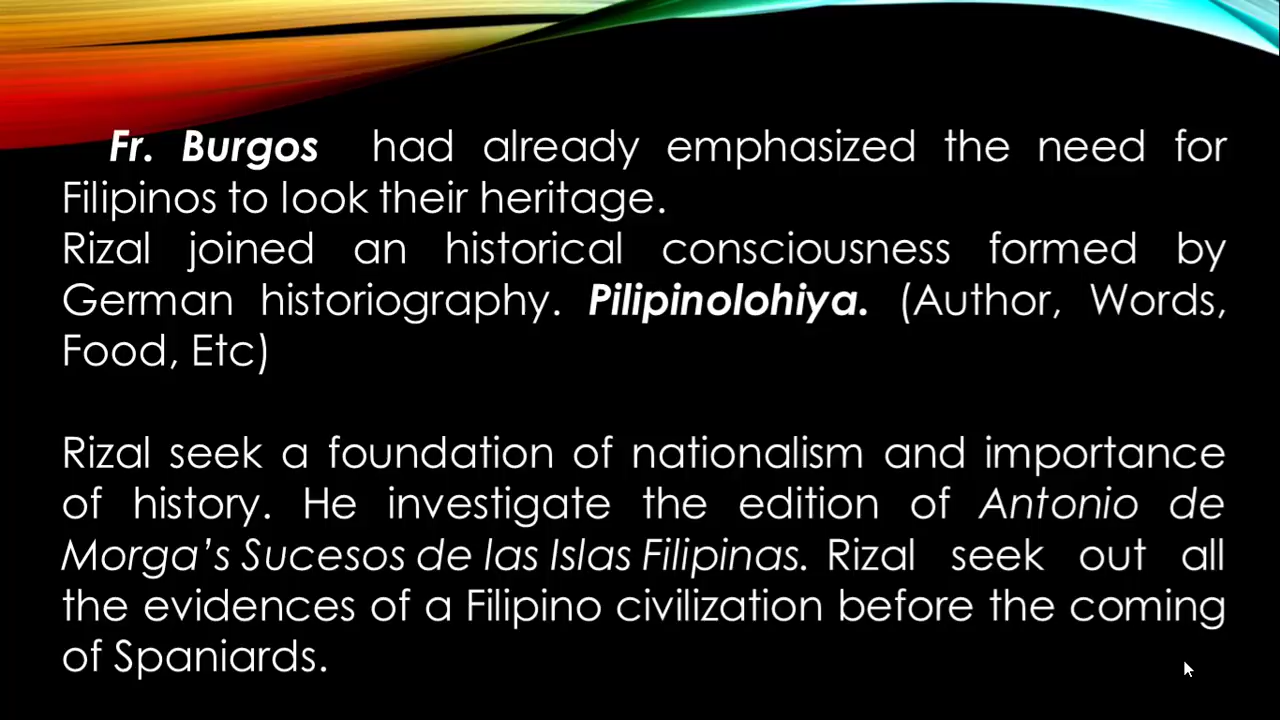 Fr. Burgos had already emphasized the need for
Filipinos to look their heritage.
Rizal joined an historical consciousness formed by
German historiography. Pilipinolohiya. (Author, Words,
Food, Etc)
Rizal seek a foundation of nationalism and importance
of history. He investigate the edition of Antonio de
Morga’s Sucesos de las Islas Filipinas. Rizal seek out all
the evidences of a Filipino civilization before the coming
of Spaniards.